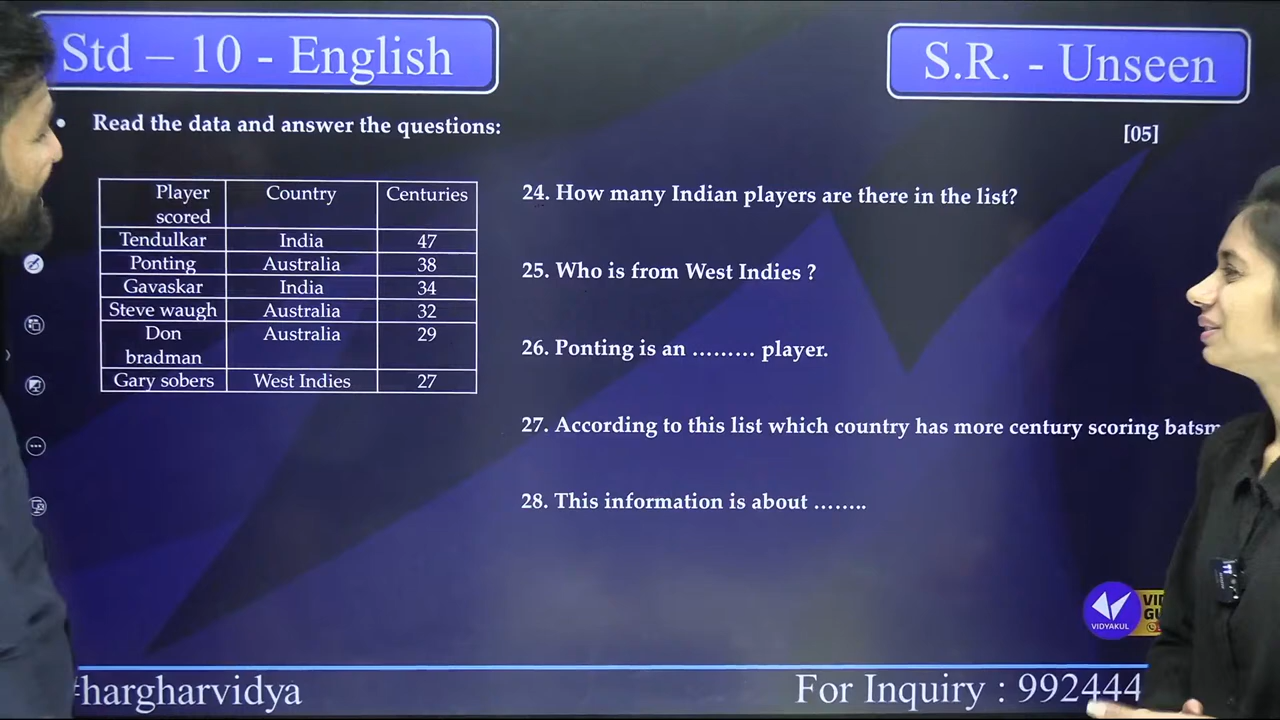 Std – 10 - English
S.R. - Unseen
• Read the data and answer the questions:
[05]
Player scored Country Centuries
Tendulkar India 47
Ponting Australia 38
Gavaskar India 34
Steve waugh Australia 32
Don bradman Australia 29
Gary sobers West Indies 27
24. How many Indian players are there in the list?
25. Who is from West Indies ?
26. Ponting is an ……… player.
27. According to this list which country has more century scoring batsm
28. This information is about ……..
VIDYAKUL
#hargharvidya
For Inquiry : 992444